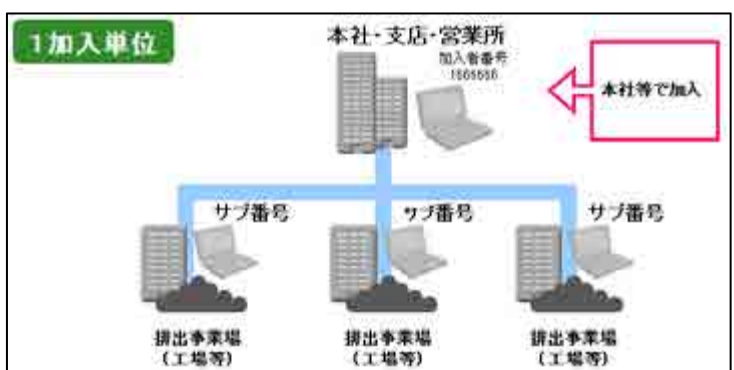 1加入単位
本社・支店・営業所
加入者番号
1666666
本社等で加入
サブ番号
サブ番号
サブ番号
排出事業場
(工場等)
排出事業場
(工場等)
排出事業場
(工場等)